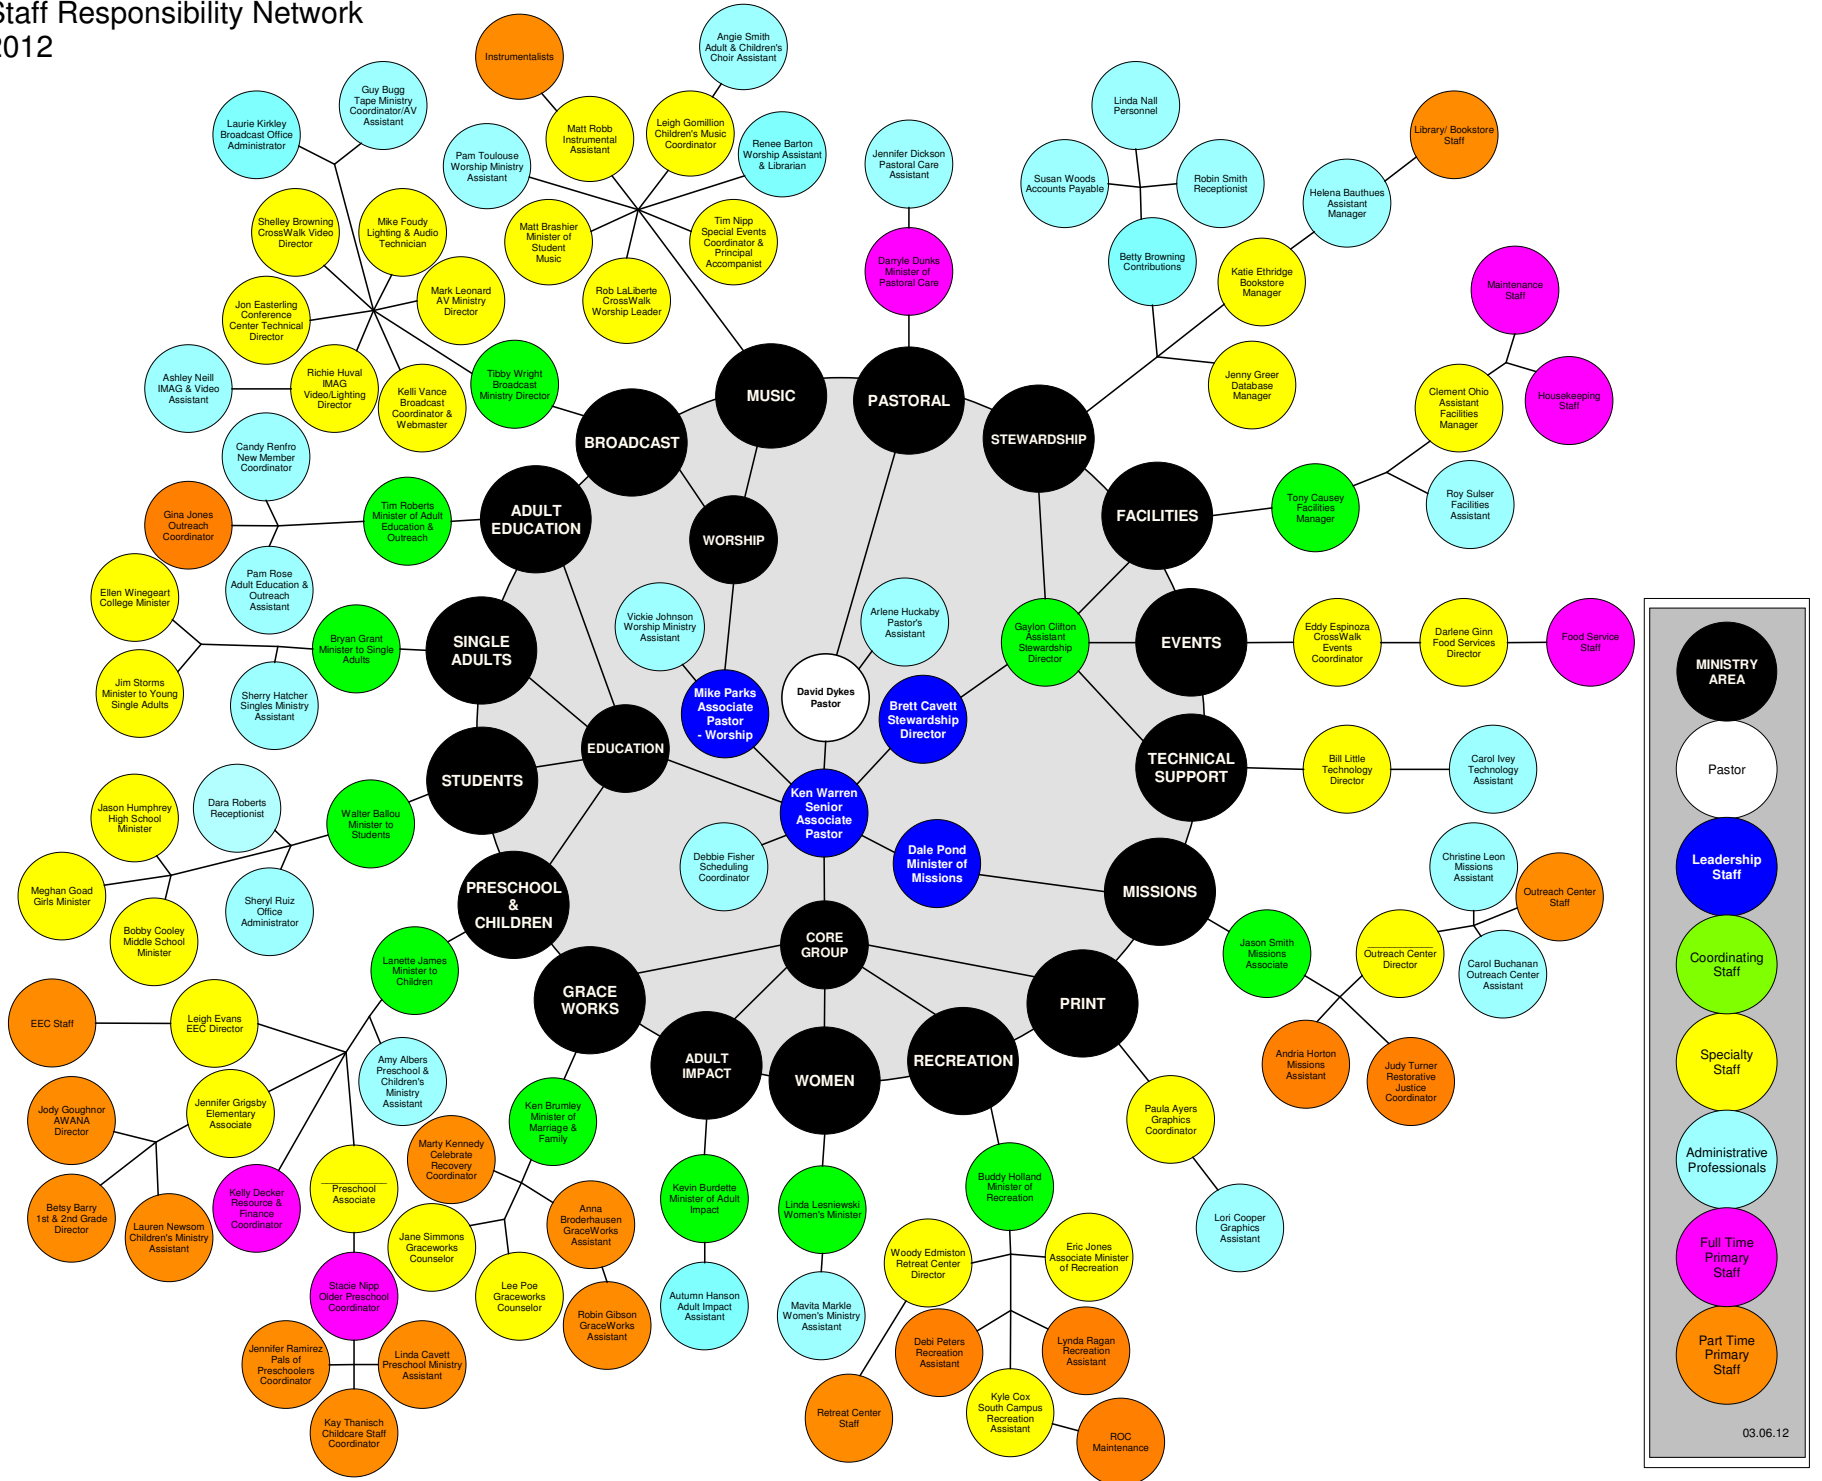 Staff Responsibility Network
2012
Instrumentalists
Angie Smith
Adult & Children's
Choir Assistant
Guy Bugg
Tape Ministry
Coordinator/AV
Assistant
Laurie Kirkley
Broadcast Office
Administrator
Matt Robb
Instrumental
Assistant
Leigh Gomillion
Children's Music
Coordinator
Renee Barton
Worship Assistant
& Librarian
Pam Toulouse
Worship Ministry
Assistant
Matt Brashier
Minister of
Student
Music
Tim Nipp
Special Events
Coordinator &
Principal
Accompanist
Rob LaLiberte
CrossWalk
Worship Leader
Shelley Browning
CrossWalk Video
Director
Mike Foudy
Lighting & Audio
Technician
Jon Easterling
Conference
Center Technical
Director
Mark Leonard
AV Ministry
Director
Ashley Neill
IMAG & Video
Assistant
Richie Huval
IMAG
Video/Lighting
Director
Kelli Vance
Broadcast
Coordinator &
Webmaster
Tibby Wright
Broadcast
Ministry Director
Jennifer Dickson
Pastoral Care
Assistant
Darryle Dunks
Minister of
Pastoral Care
Linda Nall
Personnel
Susan Woods
Accounts Payable
Robin Smith
Receptionist
Betty Browning
Contributions
Library/ Bookstore
Staff
Helena Bauthues
Assistant
Manager
Katie Ethridge
Bookstore
Manager
Jenny Greer
Database
Manager
Maintenance
Staff
Housekeeping
Staff
Clement Ohio
Assistant
Facilities
Manager
Roy Sulser
Facilities
Assistant
Tony Causey
Facilities
Manager
MUSIC
PASTORAL
BROADCAST
STEWARDSHIP
ADULT
EDUCATION
WORSHIP
FACILITIES
Candy Renfro
New Member
Coordinator
Gina Jones
Outreach
Coordinator
Tim Roberts
Minister of Adult
Education &
Outreach
Pam Rose
Adult Education &
Outreach
Assistant
Ellen Winegeart
College Minister
Jim Storms
Minister to Young
Single Adults
Sherry Hatcher
Singles Ministry
Assistant
Bryan Grant
Minister to Single
Adults
SINGLE
ADULTS
Vickie Johnson
Worship Ministry
Assistant
Arlene Huckaby
Pastor's
Assistant
Gaylon Clifton
Assistant
Stewardship
Director
EVENTS
Eddy Espinoza
CrossWalk
Events
Coordinator
Darlene Ginn
Food Services
Director
Food Service
Staff
Mike Parks
Associate
Pastor
- Worship
David Dykes
Pastor
Brett Cavett
Stewardship
Director
EDUCATION
STUDENTS
TECHNICAL
SUPPORT
Bill Little
Technology
Director
Carol Ivey
Technology
Assistant
Ken Warren
Senior
Associate
Pastor
Debbie Fisher
Scheduling
Coordinator
Dale Pond
Minister of
Missions
Jason Humphrey
High School
Minister
Dara Roberts
Receptionist
Walter Ballou
Minister to
Students
Meghan Goad
Girls Minister
Bobby Cooley
Middle School
Minister
Sheryl Ruiz
Office
Administrator
PRESCHOOL
&
CHILDREN
MISSIONS
Christine Leon
Missions
Assistant
Outreach Center
Staff
Jason Smith
Missions
Associate
_____________
Outreach Center
Director
Carol Buchanan
Outreach Center
Assistant
Andria Horton
Missions
Assistant
Judy Turner
Restorative
Justice
Coordinator
CORE
GROUP
GRACE
WORKS
PRINT
ADULT
IMPACT
WOMEN
RECREATION
Lanette James
Minister to
Children
EEC Staff
Leigh Evans
EEC Director
Amy Albers
Preschool &
Children's
Ministry
Assistant
Jody Goughnor
AWANA
Director
Jennifer Grigsby
Elementary
Associate
Betsy Barry
1st & 2nd Grade
Director
Lauren Newsom
Children's Ministry
Assistant
Kelly Decker
Resource &
Finance
Coordinator
_____________
Preschool
Associate
Stacie Nipp
Older Preschool
Coordinator
Jennifer Ramirez
Pals of
Preschoolers
Coordinator
Linda Cavett
Preschool Ministry
Assistant
Kay Thanisch
Childcare Staff
Coordinator
Ken Brumley
Minister of
Marriage &
Family
Marty Kennedy
Celebrate
Recovery
Coordinator
Jane Simmons
Graceworks
Counselor
Anna
Broderhausen
GraceWorks
Assistant
Lee Poe
Graceworks
Counselor
Robin Gibson
GraceWorks
Assistant
Kevin Burdette
Minister of Adult
Impact
Autumn Hanson
Adult Impact
Assistant
Linda Lesniewski
Women's Minister
Mavita Markle
Women's Ministry
Assistant
Buddy Holland
Minister of
Recreation
Woody Edmiston
Retreat Center
Director
Eric Jones
Associate Minister
of Recreation
Debi Peters
Recreation
Assistant
Lynda Ragan
Recreation
Assistant
Retreat Center
Staff
Kyle Cox
South Campus
Recreation
Assistant
ROC
Maintenance
Paula Ayers
Graphics
Coordinator
Lori Cooper
Graphics
Assistant
MINISTRY
AREA
Pastor
Leadership
Staff
Coordinating
Staff
Specialty
Staff
Administrative
Professionals
Full Time
Primary
Staff
Part Time
Primary
Staff
03.06.12